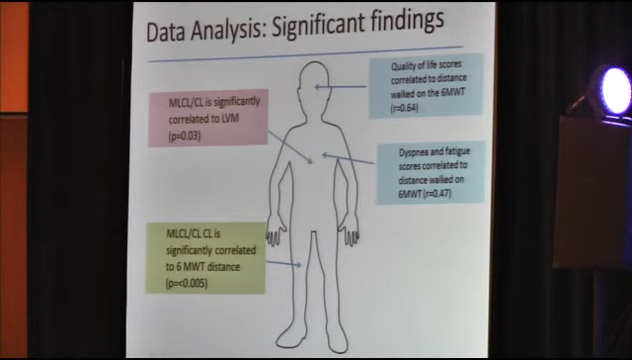 Data Analysis: Significant findings
MLCL/CL is significantly
correlated to LVM
(p=0.03)
Quality of life scores
correlated to distance
walked on the 6MWT
(r=0.64)
Dyspnea and fatigue
scores correlated to
distance walked on
6MWT(r=0.47)
MLCL/CL CL is
significantly correlated
to 6 MWT distance
(p=<0.005)